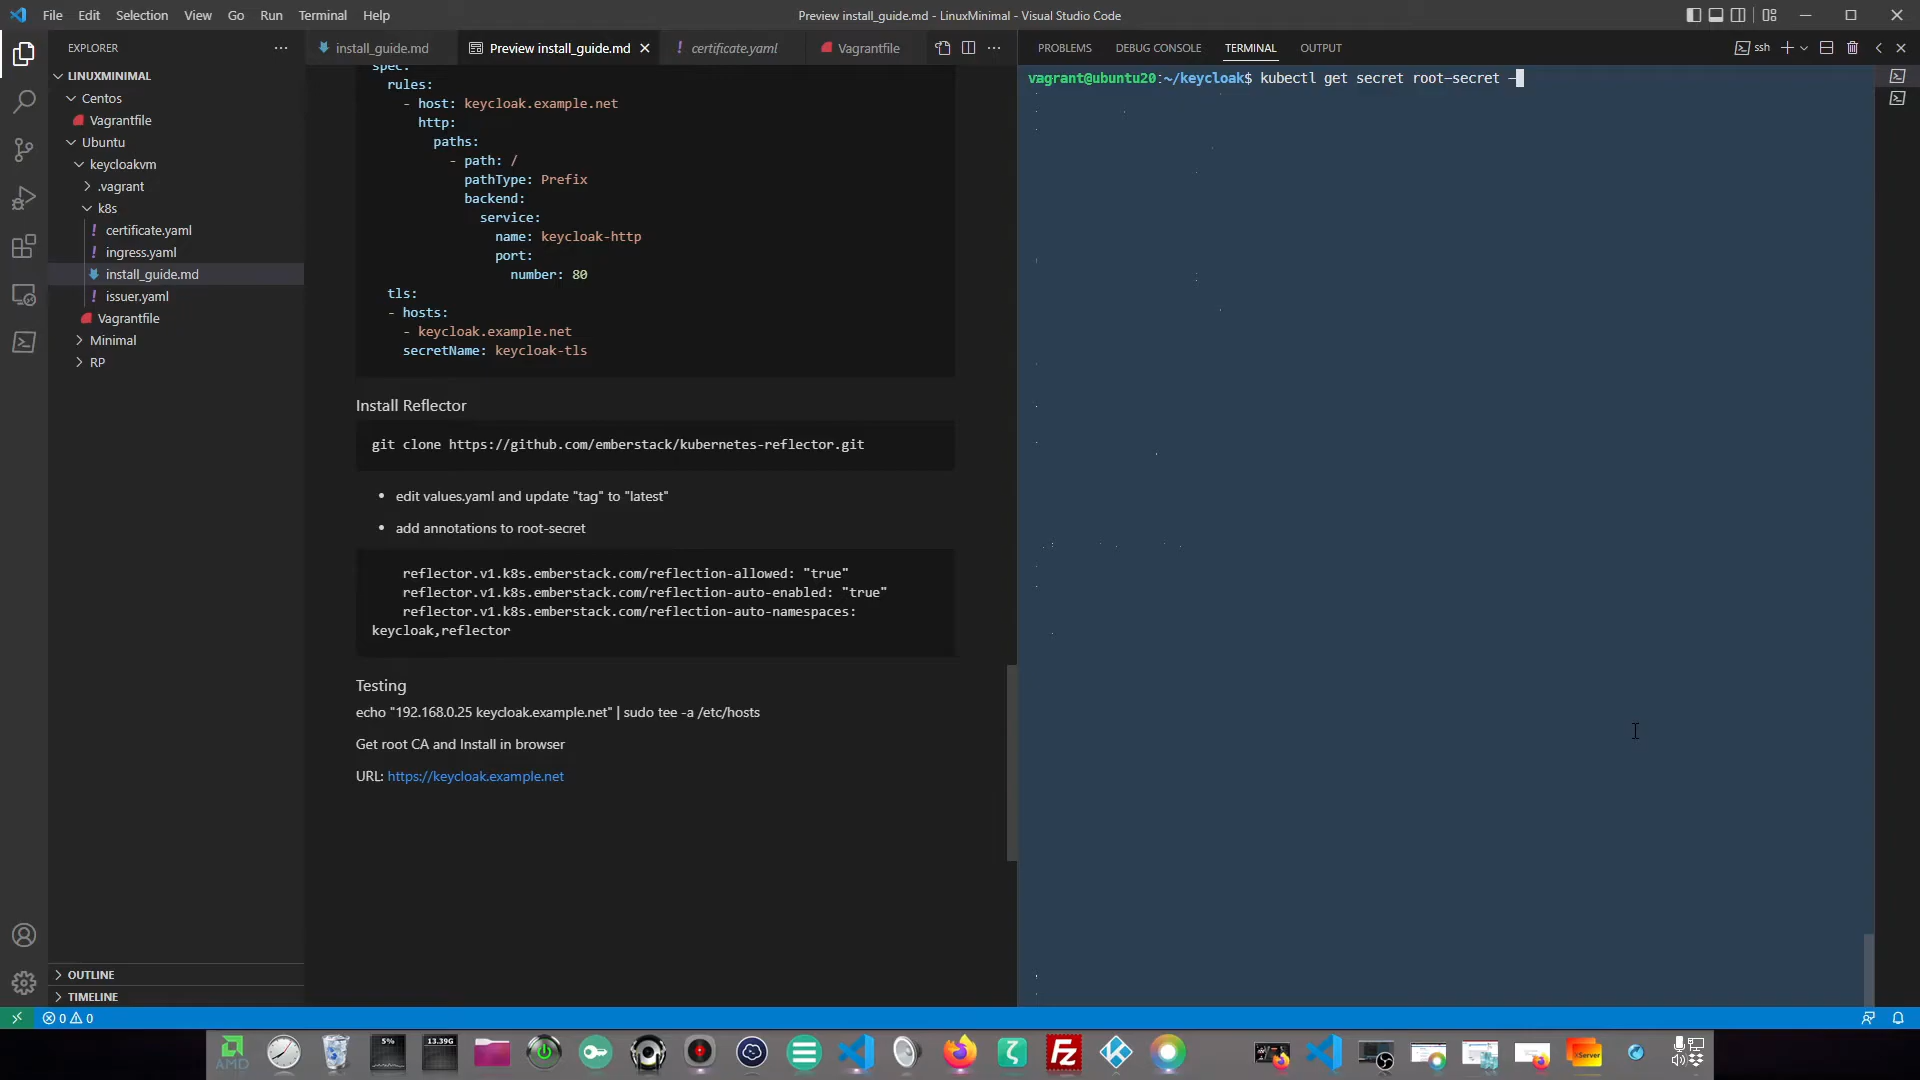 File Edit Selection View Go Run Terminal Help
Preview install_guide.md - LinuxMinimal - Visual Studio Code
EXPLORER
LINUXMINIMAL
Centos
Vagrantfile
Ubuntu
keycloakvm
.vagrant
k8s
certificate.yaml
ingress.yaml
install_guide.md
issuer.yaml
Vagrantfile
Minimal
RP
OUTLINE
TIMELINE
install_guide.md
Preview install_guide.md
certificate.yaml
Vagrantfile
spec:
rules:
- host: keycloak.example.net
http:
paths:
- path: /
pathType: Prefix
backend:
service:
name: keycloak-http
port:
number: 80
tls:
- hosts:
- keycloak.example.net
secretName: keycloak-tls
Install Reflector
git clone https://github.com/emberstack/kubernetes-reflector.git
• edit values.yaml and update "tag" to "latest"
• add annotations to root-secret
reflector.v1.k8s.emberstack.com/reflection-allowed: "true"
reflector.v1.k8s.emberstack.com/reflection-auto-enabled: "true"
reflector.v1.k8s.emberstack.com/reflection-auto-namespaces:
keycloak,reflector
Testing
echo "192.168.0.25 keycloak.example.net" | sudo tee -a /etc/hosts
Get root CA and Install in browser
URL: https://keycloak.example.net
PROBLEMS DEBUG CONSOLE TERMINAL OUTPUT
ssh
vagrant@ubuntu20:~/keycloak$ kubectl get secret root-secret -
0 0
AMD
5%
13.39G
FZ
XServer